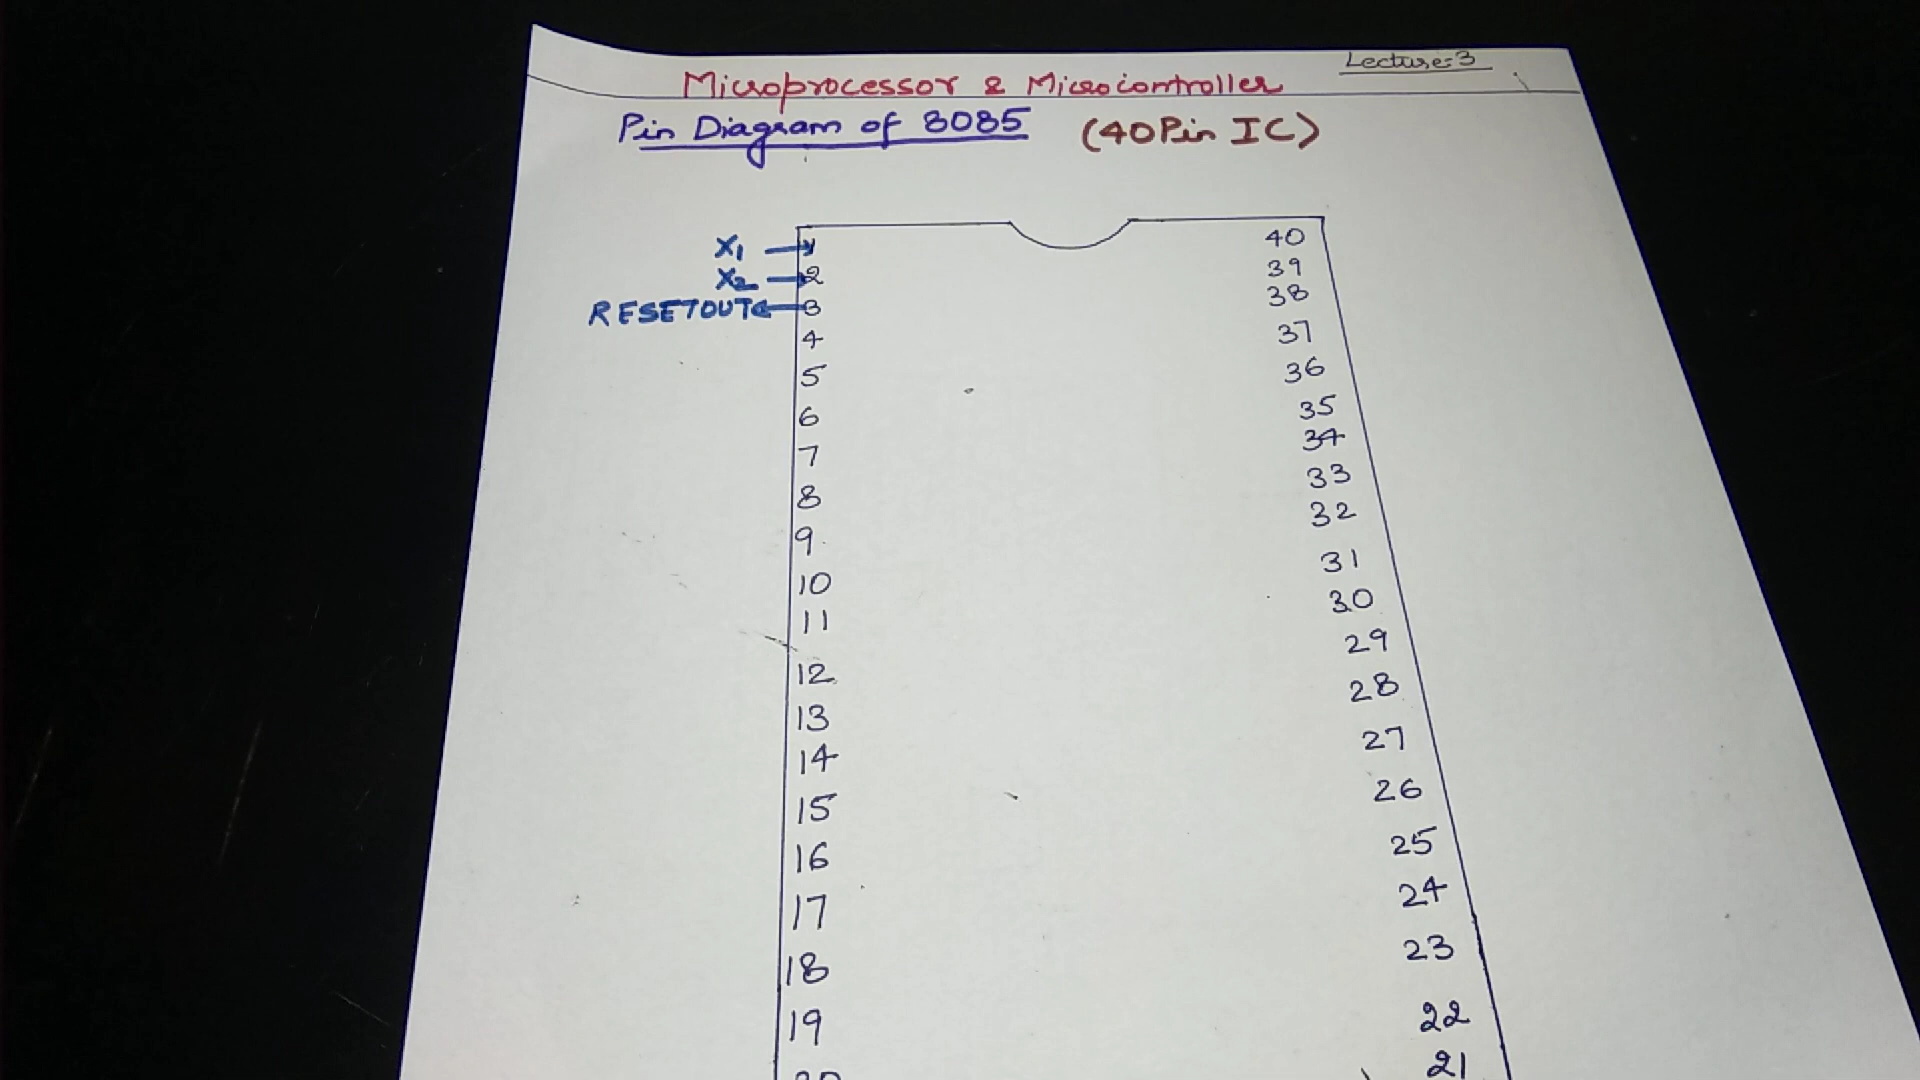 Lecture:3
Microprocessor & Microcontroller
Pin Diagram of 8085 (40 Pin IC)
X1 1 40
X2 2 39
RESETOUT 3 38
4 37
5 36
6 35
7 34
8 33
9 32
10 31
11 30
12 29
13 28
14 27
15 26
16 25
17 24
18 23
19 22
20 21